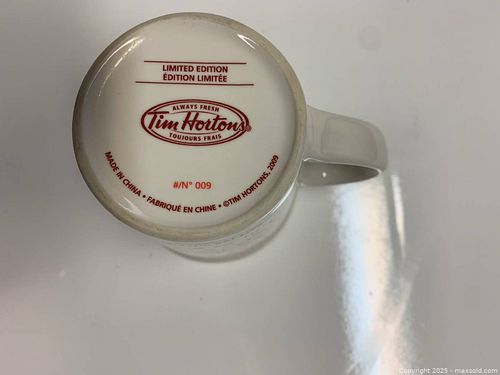 LIMITED EDITION
ÉDITION LIMITÉE
ALWAYS FRESH
Tim Hortons®
TOUJOURS FRAIS
#/N° 009
MADE IN CHINA • FABRIQUÉ EN CHINE • ©TIM HORTONS, 2009
Copyright 2025 - maxsold.com